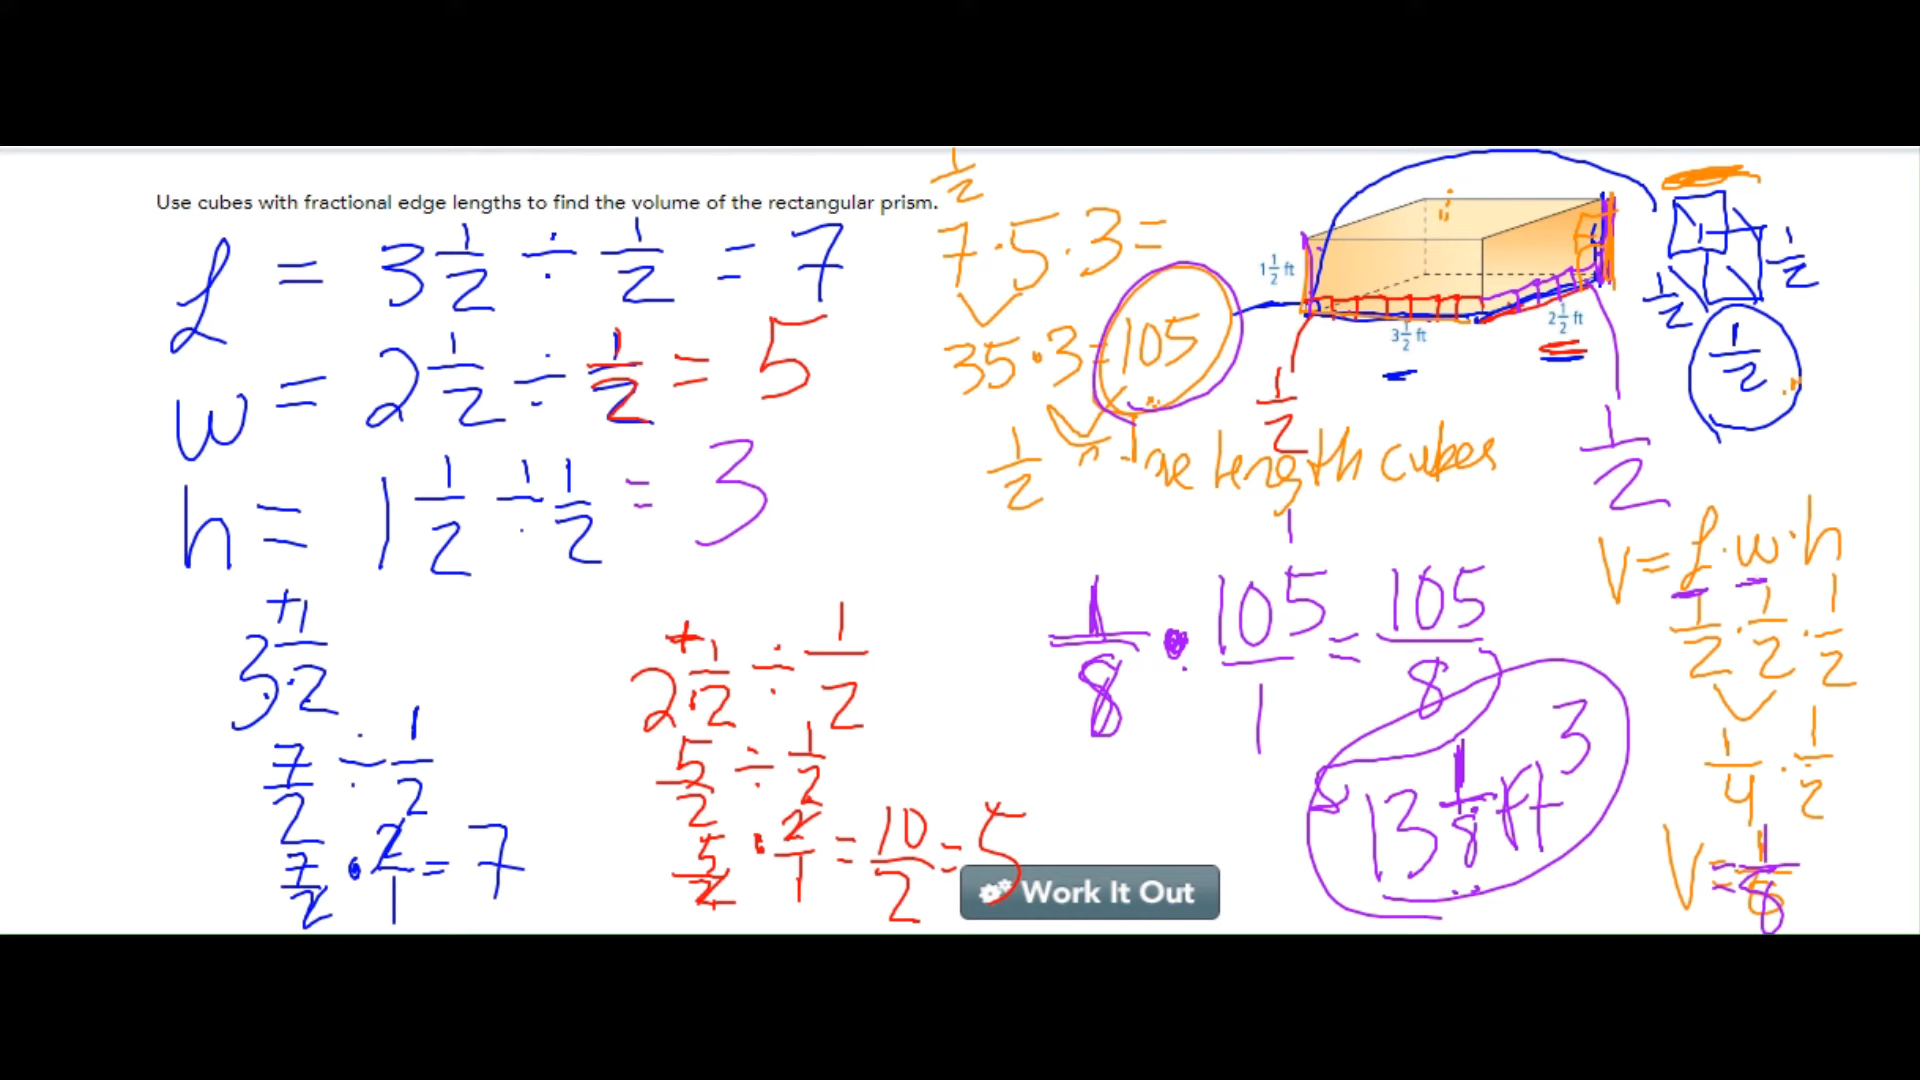 Use cubes with fractional edge lengths to find the volume of the rectangular prism.
l = 3 1/2 ÷ 1/2 = 7
w = 2 1/2 ÷ 1/2 = 5
h = 1 1/2 ÷ 1/2 = 3
3 + 1/2
7/2 ÷ 1/2
7/2 · 2/1 = 7
2 + 1/2 ÷ 1/2
5/2 ÷ 1/2
5/2 · 2/1 = 10/2 = 5
1/2
7 · 5 · 3 =
35 · 3 = 105
1/2 length cubes
1/8 · 105/1 = 105/8
13 1/8 ft³
Work It Out
1 1/2 ft
3 1/2 ft
2 1/2 ft
1/2
1/2
1/2
1/2
1/2
V = l · w · h
1/2 · 1/2 · 1/2
1/4 · 1/2
V = 1/8